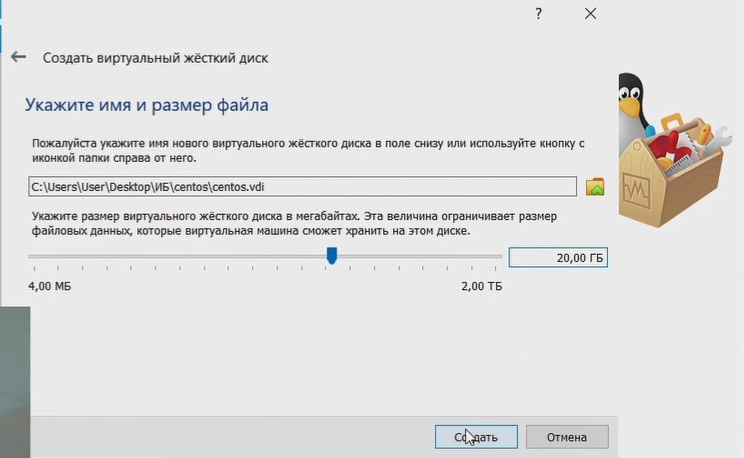 ?
Создать виртуальный жёсткий диск
Укажите имя и размер файла
Пожалуйста укажите имя нового виртуального жёсткого диска в поле снизу или используйте кнопку с
иконкой папки справа от него.
C:\Users\User\Desktop\ИБ\centos\centos.vdi
Укажите размер виртуального жёсткого диска в мегабайтах. Эта величина ограничивает размер
файловых данных, которые виртуальная машина сможет хранить на этом диске.
20,00 ГБ
4,00 МБ 2,00 ТБ
Создать Отмена